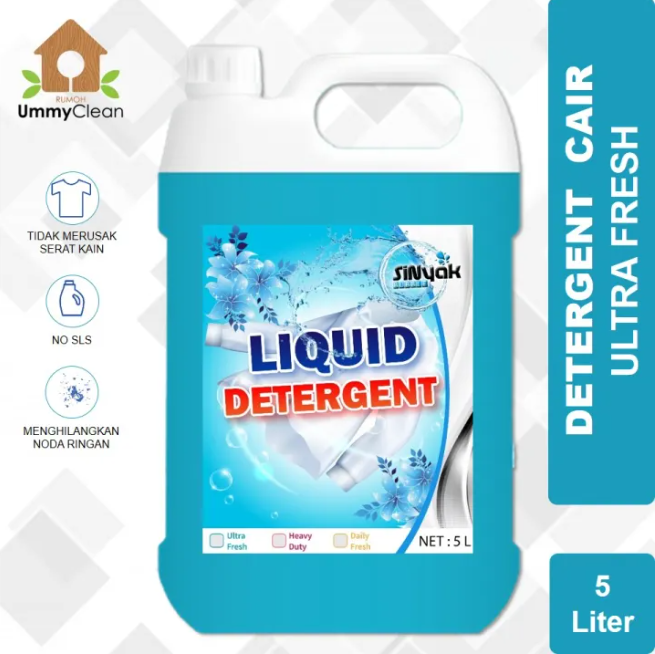 RUMOH
UmmyClean
TIDAK MERUSAK
SERAT KAIN
NO SLS
MENGHILANGKAN
NODA RINGAN
SiNyak
LIQUID
DETERGENT
Ultra
Fresh
Heavy
Duty
Daily
Fresh
NET : 5 L
DETERGENT CAIR
ULTRA FRESH
5
Liter